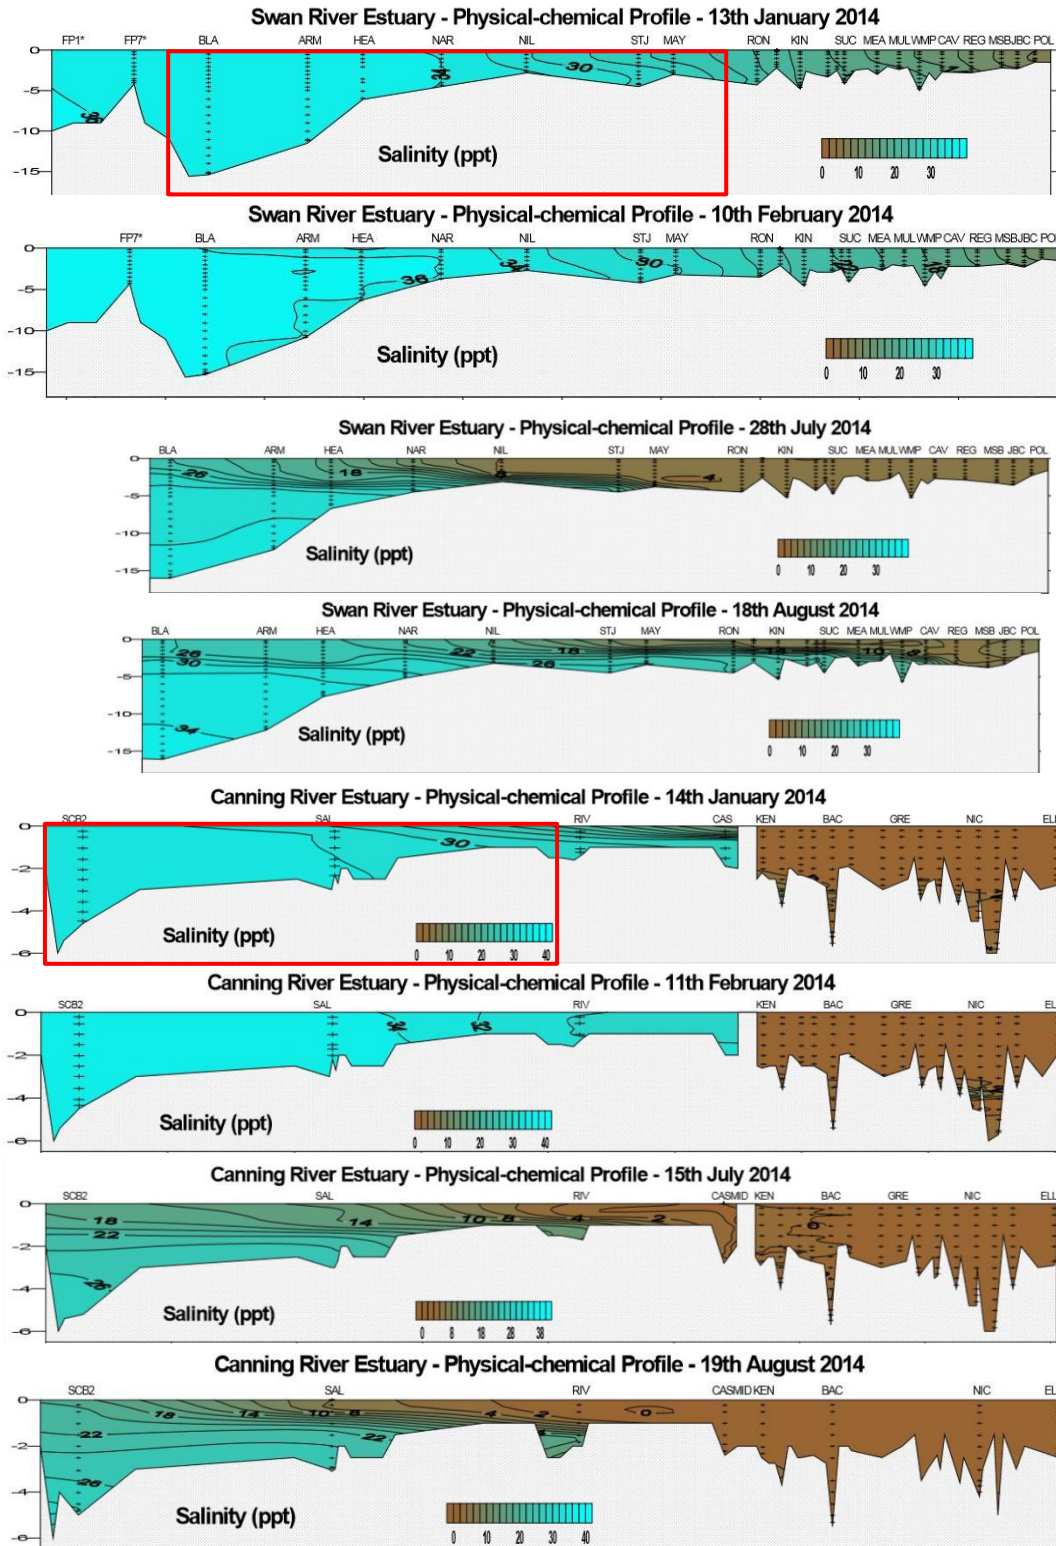 Swan River Estuary - Physical-chemical Profile - 13th January 2014
FP1* FP7* BLA ARM HEA NAR NIL STJ MAY RON KIN SUC MEA MUL WMP CAV REG MSB JBC POL
0
-5
-10
-15
30
Salinity (ppt)
0 10 20 30
Swan River Estuary - Physical-chemical Profile - 10th February 2014
FP7* BLA ARM HEA NAR NIL STJ MAY RON KIN SUC MEA MUL WMP CAV REG MSB JBC
0
-5
-10
-15
36 34 30
Salinity (ppt)
0 10 20 30
Swan River Estuary - Physical-chemical Profile - 28th July 2014
BLA ARM HEA NAR NIL STJ MAY RON KIN SUC MEA MUL WMP CAV REG MSB JBC POL
0
-5
-10
-15
26 18 8 4
Salinity (ppt)
0 10 20 30
Swan River Estuary - Physical-chemical Profile - 18th August 2014
BLA ARM HEA NAR NIL STJ MAY RON KIN SUC MEA MUL WMP CAV REG MSB JBC POL
0
-5
-10
-15
26 22 18 14 10
30 26
34
Salinity (ppt)
0 10 20 30
Canning River Estuary - Physical-chemical Profile - 14th January 2014
SCB2 SAL RIV CAS KEN BAC GRE NIC ELL
0
-2
-4
-6
30
Salinity (ppt)
0 10 20 30 40
Canning River Estuary - Physical-chemical Profile - 11th February 2014
SCB2 SAL RIV KEN BAC GRE NIC
0
-2
-4
-6
34
Salinity (ppt)
0 10 20 30 40
Canning River Estuary - Physical-chemical Profile - 15th July 2014
SCB2 SAL RIV CASMID KEN BAC GRE NIC ELL
0
-2
-4
-6
18 14 10 8 4 2
22
26
Salinity (ppt)
0 8 18 28 38
Canning River Estuary - Physical-chemical Profile - 19th August 2014
SCB2 SAL RIV CASMID KEN BAC NIC
0
-2
-4
-6
18 14 10 8 4 2 0
22 22
26
Salinity (ppt)
0 10 20 30 40